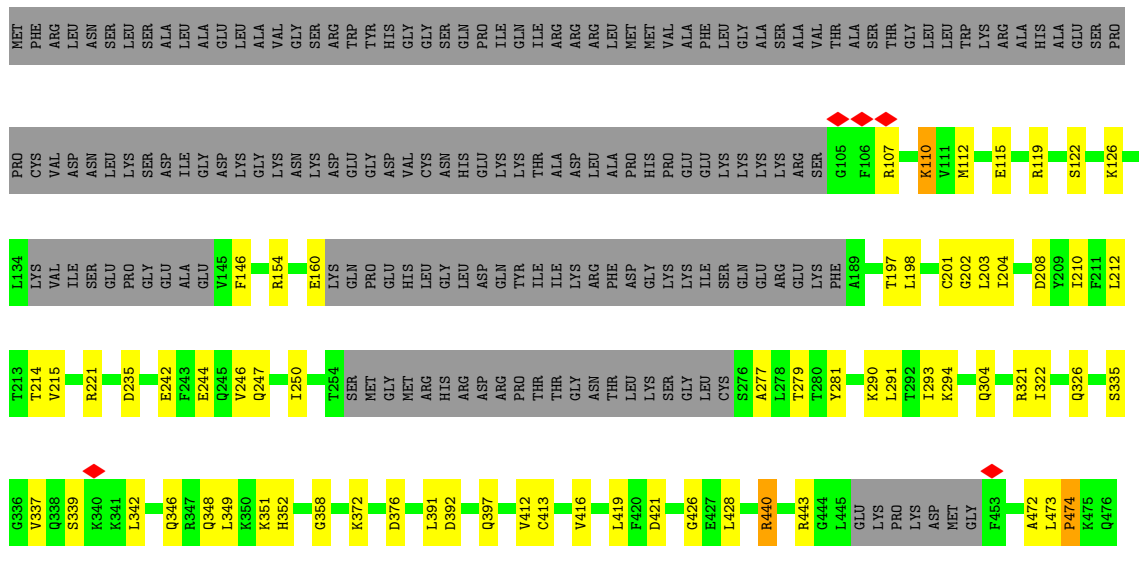 MET PHE ARG LEU ASN SER LEU SER ALA LEU ALA GLU LEU ALA VAL GLY SER ARG TRP TYR HIS GLY GLY SER GLN PRO ILE GLN ILE ARG ARG ARG LEU MET MET VAL ALA PHE LEU GLY ALA SER ALA VAL THR ALA SER THR GLY LEU LEU TRP LYS ARG ALA HIS ALA GLU SER PRO
PRO CYS VAL ASP ASN LEU LYS SER ASP ILE GLY ASP LYS GLY LYS ASN LYS ASP GLU GLY ASP VAL CYS ASN HIS GLU LYS LYS THR ALA ASP LEU ALA PRO HIS PRO GLU GLU LYS LYS LYS LYS ARG SER G105 F106 R107 K110 V111 M112 E115 R119 S122 K126
L134 LYS VAL ILE SER GLU PRO GLY GLU ALA GLU V145 F146 R154 E160 LYS GLN PRO GLU HIS LEU GLY LEU ASP GLN TYR ILE ILE LYS ARG PHE ASP GLY LYS LYS ILE SER GLN GLU ARG GLU LYS PHE A189 T197 L198 C201 G202 L203 I204 D208 Y209 I210 F211 L212
T213 T214 V215 R221 D235 E242 F243 E244 Q245 V246 Q247 I250 T254 SER MET GLY MET ARG HIS ARG ASP ARG PRO THR THR GLY ASN THR LEU LYS SER GLY LEU CYS S276 A277 L278 T279 T280 Y281 K290 L291 T292 I293 K294 Q304 R321 I322 Q326 S335
G336 V337 Q338 S339 K340 K341 L342 Q346 R347 Q348 L349 K350 K351 H352 G358 K372 D376 L391 D392 Q397 V412 C413 V416 L419 F420 D421 G426 E427 L428 R440 R443 G444 L445 GLU LYS PRO LYS ASP MET GLY F453 A472 L473 P474 K475 Q476